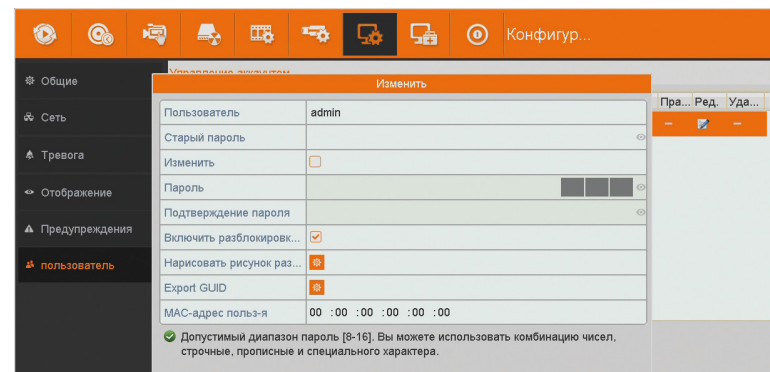 Конфигур...
Управление аккаунтом
Изменить
Общие
Сеть
Тревога
Отображение
Предупреждения
пользователь
Пра... Ред. Уда...
Пользователь admin
Старый пароль
Изменить
Пароль
Подтверждение пароля
Включить разблокировк...
Нарисовать рисунок раз...
Export GUID
MAC-адрес польз-я 00 :00 :00 :00 :00 :00
Допустимый диапазон пароль [8-16]. Вы можете использовать комбинацию чисел,
строчные, прописные и специального характера.